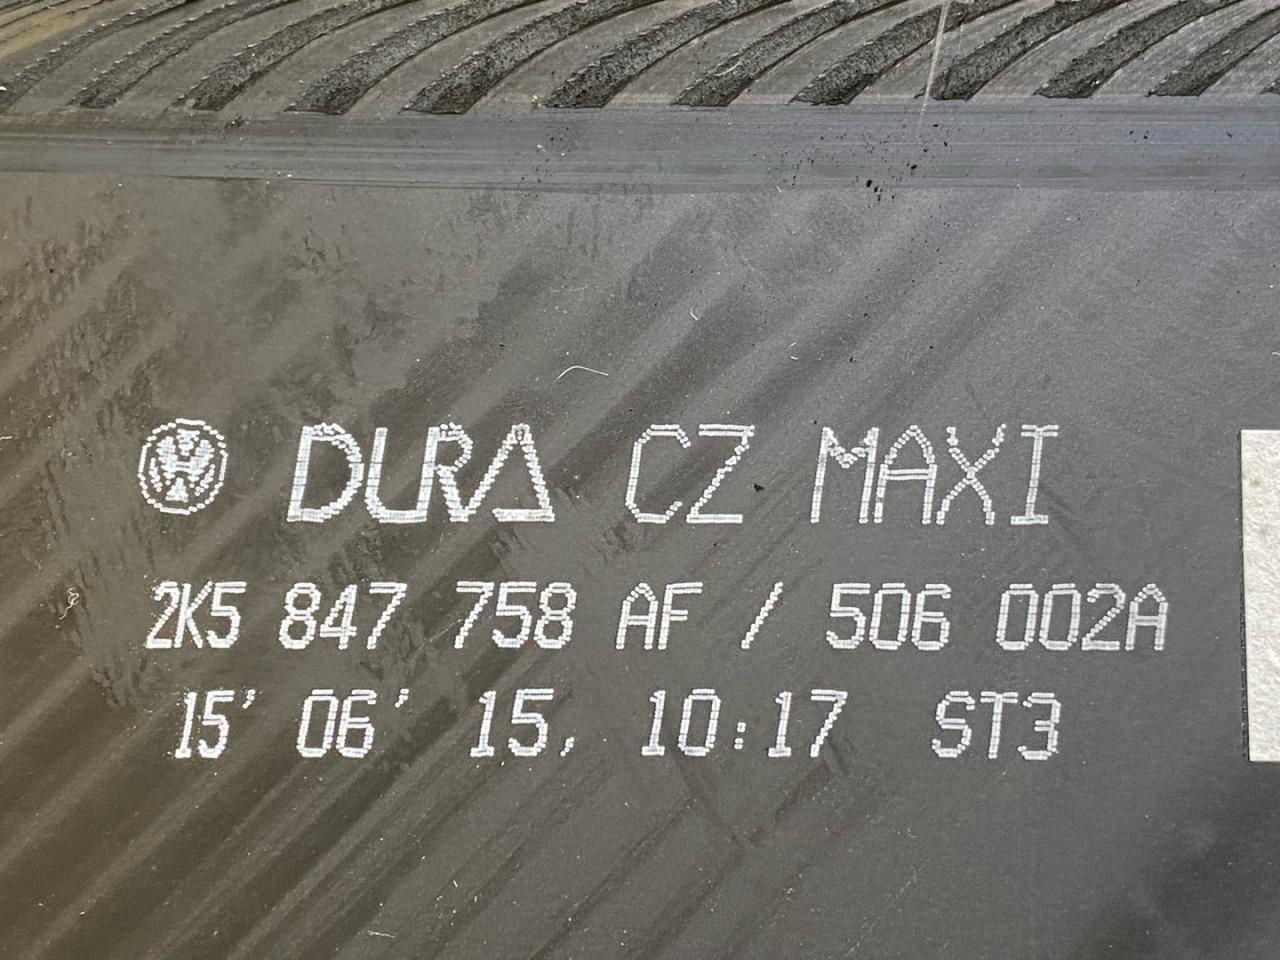 DURA CZ MAXI
2K5 847 758 AF / 506 002A
15' 06' 15, 10:17 ST3